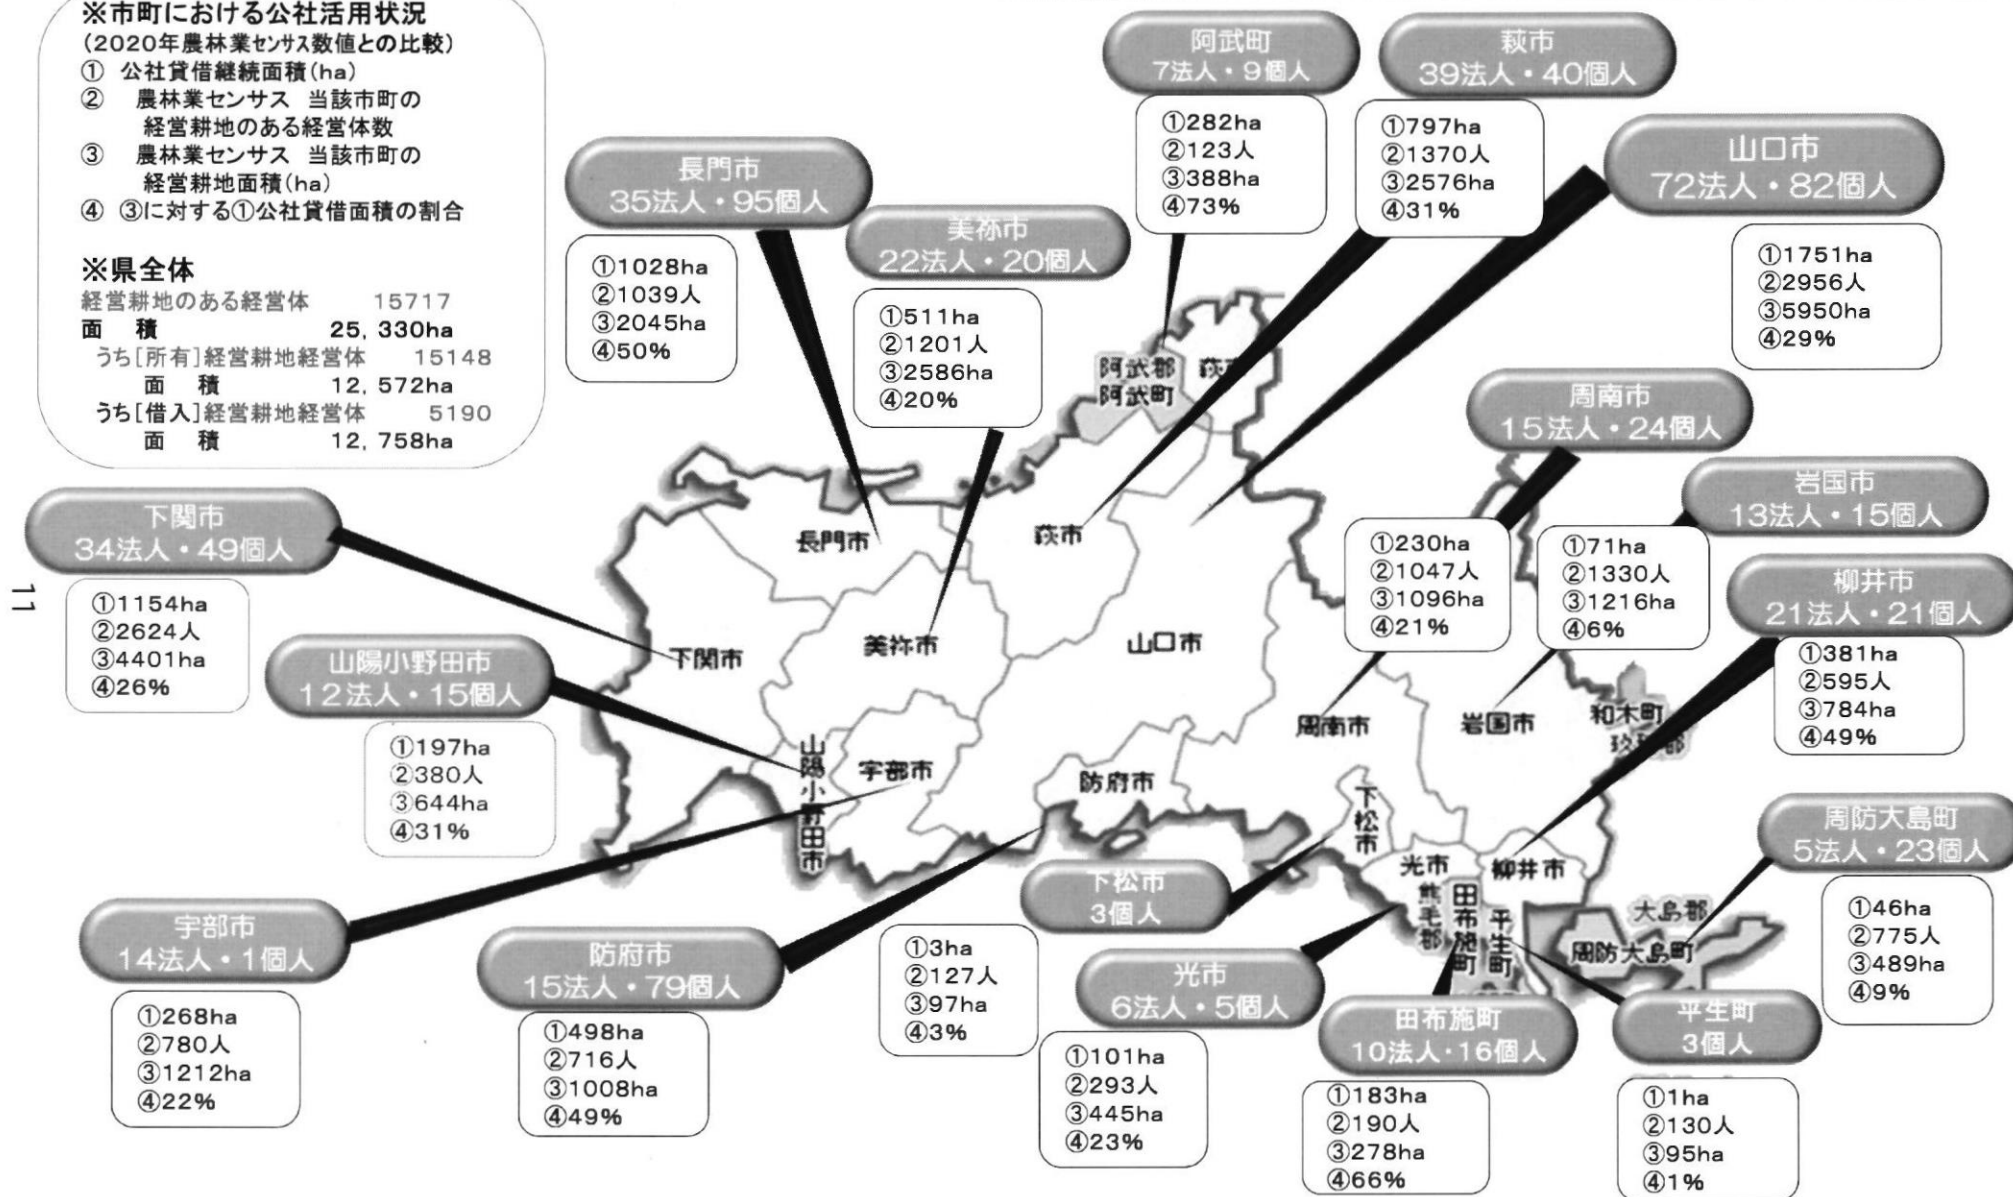 ※市町における公社活用状況
(2020年農林業センサス数値との比較)
① 公社貸借継続面積(ha)
② 農林業センサス 当該市町の
経営耕地のある経営体数
③ 農林業センサス 当該市町の
経営耕地面積(ha)
④ ③に対する①公社貸借面積の割合
※県全体
経営耕地のある経営体 15717
面 積 25,330ha
うち[所有]経営耕地経営体 15148
面 積 12,572ha
うち[借入]経営耕地経営体 5190
面 積 12,758ha
阿武町
7法人・9個人
①282ha
②123人
③388ha
④73%
萩市
39法人・40個人
①797ha
②1370人
③2576ha
④31%
山口市
72法人・82個人
①1751ha
②2956人
③5950ha
④29%
長門市
35法人・95個人
①1028ha
②1039人
③2045ha
④50%
美祢市
22法人・20個人
①511ha
②1201人
③2586ha
④20%
周南市
15法人・24個人
①230ha
②1047人
③1096ha
④21%
岩国市
13法人・15個人
①71ha
②1330人
③1216ha
④6%
柳井市
21法人・21個人
①381ha
②595人
③784ha
④49%
下関市
34法人・49個人
①1154ha
②2624人
③4401ha
④26%
山陽小野田市
12法人・15個人
①197ha
②380人
③644ha
④31%
宇部市
14法人・1個人
①268ha
②780人
③1212ha
④22%
防府市
15法人・79個人
①498ha
②716人
③1008ha
④49%
下松市
3個人
①3ha
②127人
③97ha
④3%
光市
6法人・5個人
①101ha
②293人
③445ha
④23%
田布施町
10法人・16個人
①183ha
②190人
③278ha
④66%
平生町
3個人
①1ha
②130人
③95ha
④1%
周防大島町
5法人・23個人
①46ha
②775人
③489ha
④9%
阿武郡
阿武町
萩
長門市
萩市
下関市
美祢市
山口市
周南市
岩国市
和木町
山陽小野田市
宇部市
防府市
下松市
光市
柳井市
熊毛郡
田布施町
平生町
大島郡
周防大島町
11